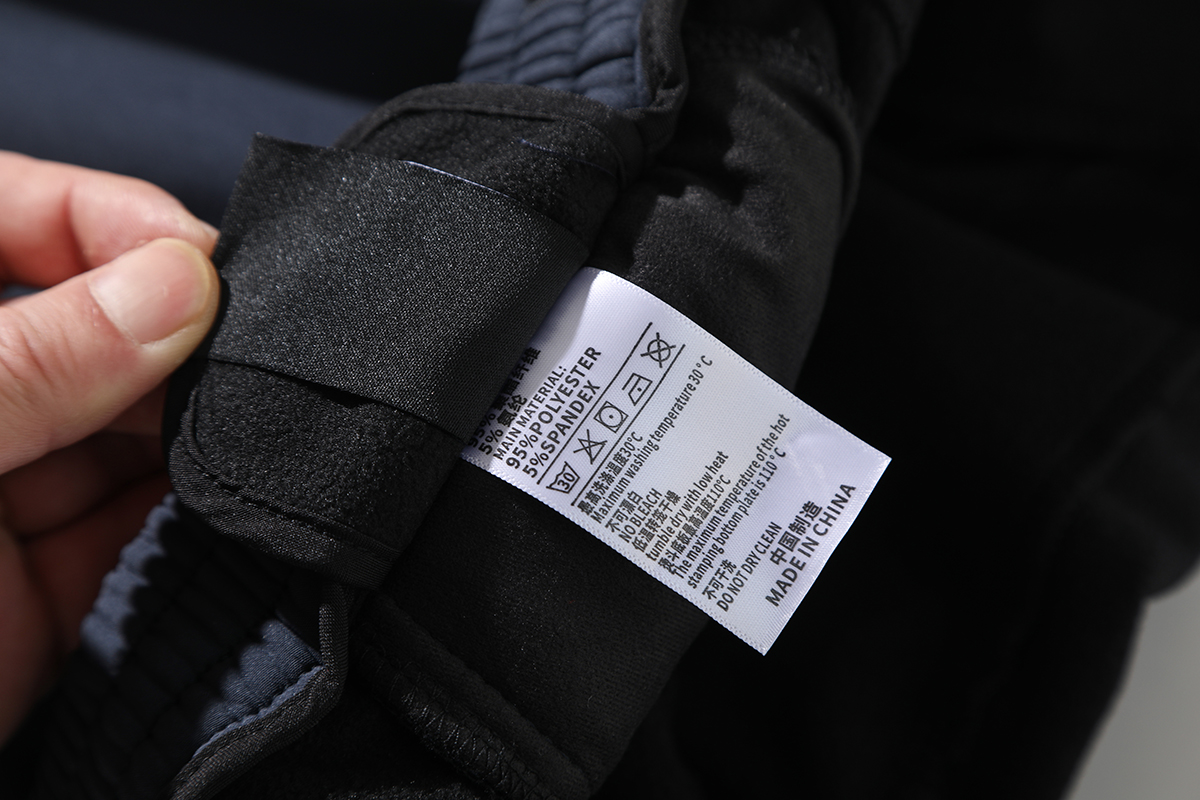 5% 氨纶
MAIN MATERIAL:
95%POLYESTER
5%SPANDEX
30
最高洗涤温度30°C
Maximum washing temperature 30°C
不可漂白
NO BLEACH
低温转笼干燥
tumble dry with low heat
熨斗底板最高温度110°C
The maximum temperature of the hot
stamping bottom plate is 110°C
不可干洗
DO NOT DRY CLEAN
中国制造
MADE IN CHINA